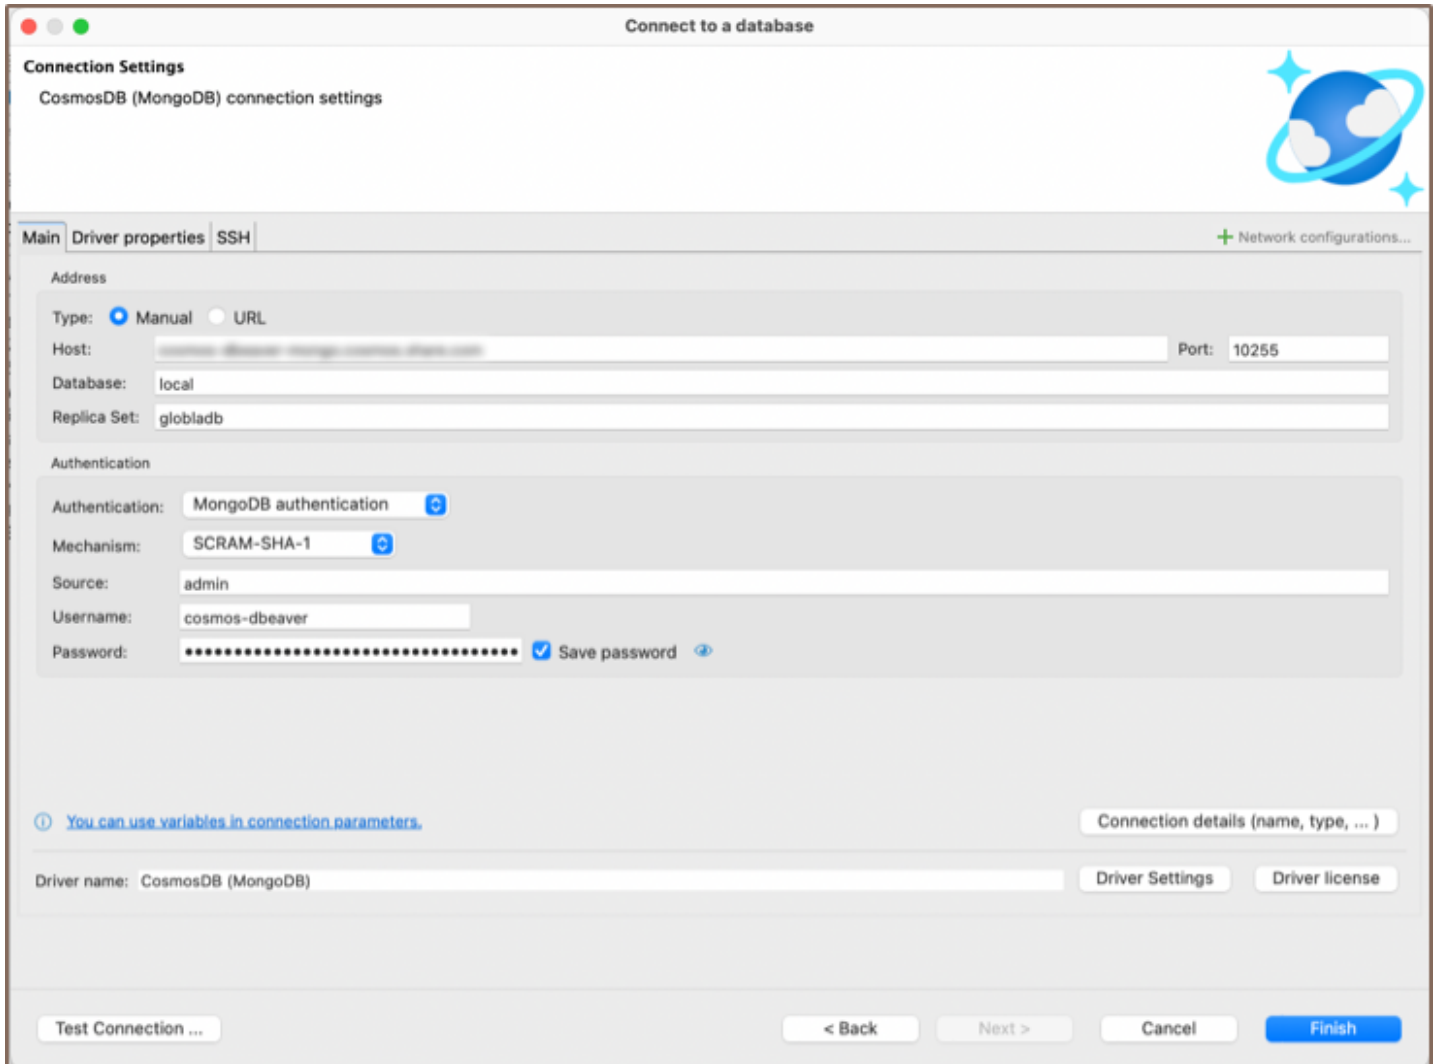 Connect to a database
Connection Settings
CosmosDB (MongoDB) connection settings
Main Driver properties SSH Network configurations...
Address
Type: Manual URL
Host: Port: 10255
Database: local
Replica Set: globladb
Authentication
Authentication: MongoDB authentication
Mechanism: SCRAM-SHA-1
Source: admin
Username: cosmos-dbeaver
Password: •••••••••••••••••••••••••••••••••• Save password
You can use variables in connection parameters. Connection details (name, type, ... )
Driver name: CosmosDB (MongoDB) Driver Settings Driver license
Test Connection ... < Back Next > Cancel Finish